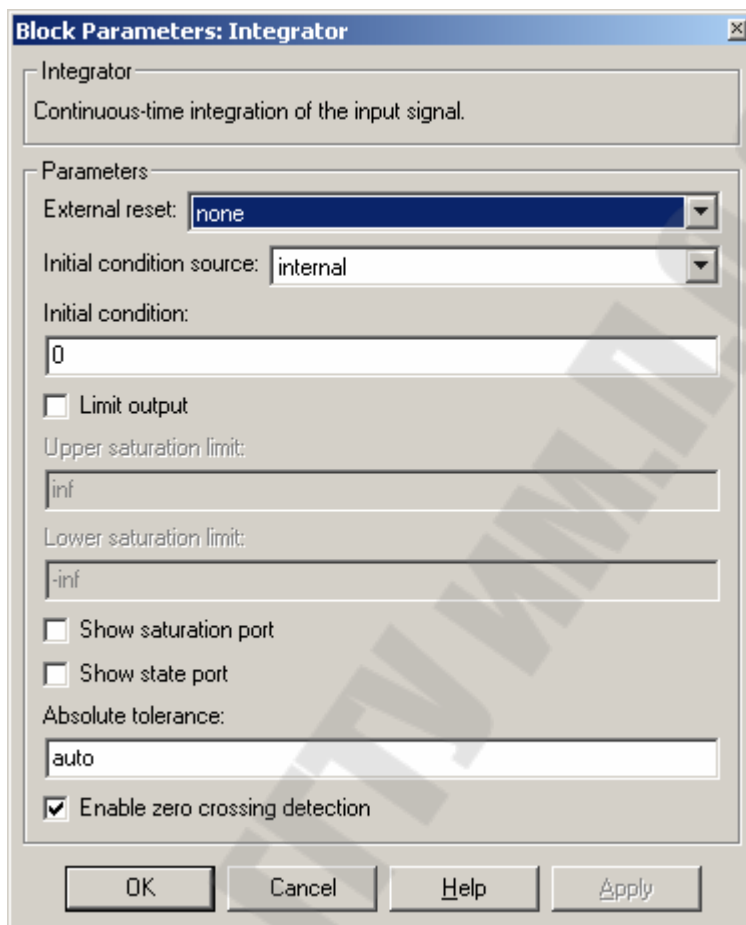 Block Parameters: Integrator
Integrator
Continuous-time integration of the input signal.
Parameters
External reset: none
Initial condition source: internal
Initial condition:
0
Limit output
Upper saturation limit:
inf
Lower saturation limit:
-inf
Show saturation port
Show state port
Absolute tolerance:
auto
Enable zero crossing detection
OK Cancel Help Apply
ГГТУ ИМ.П.О